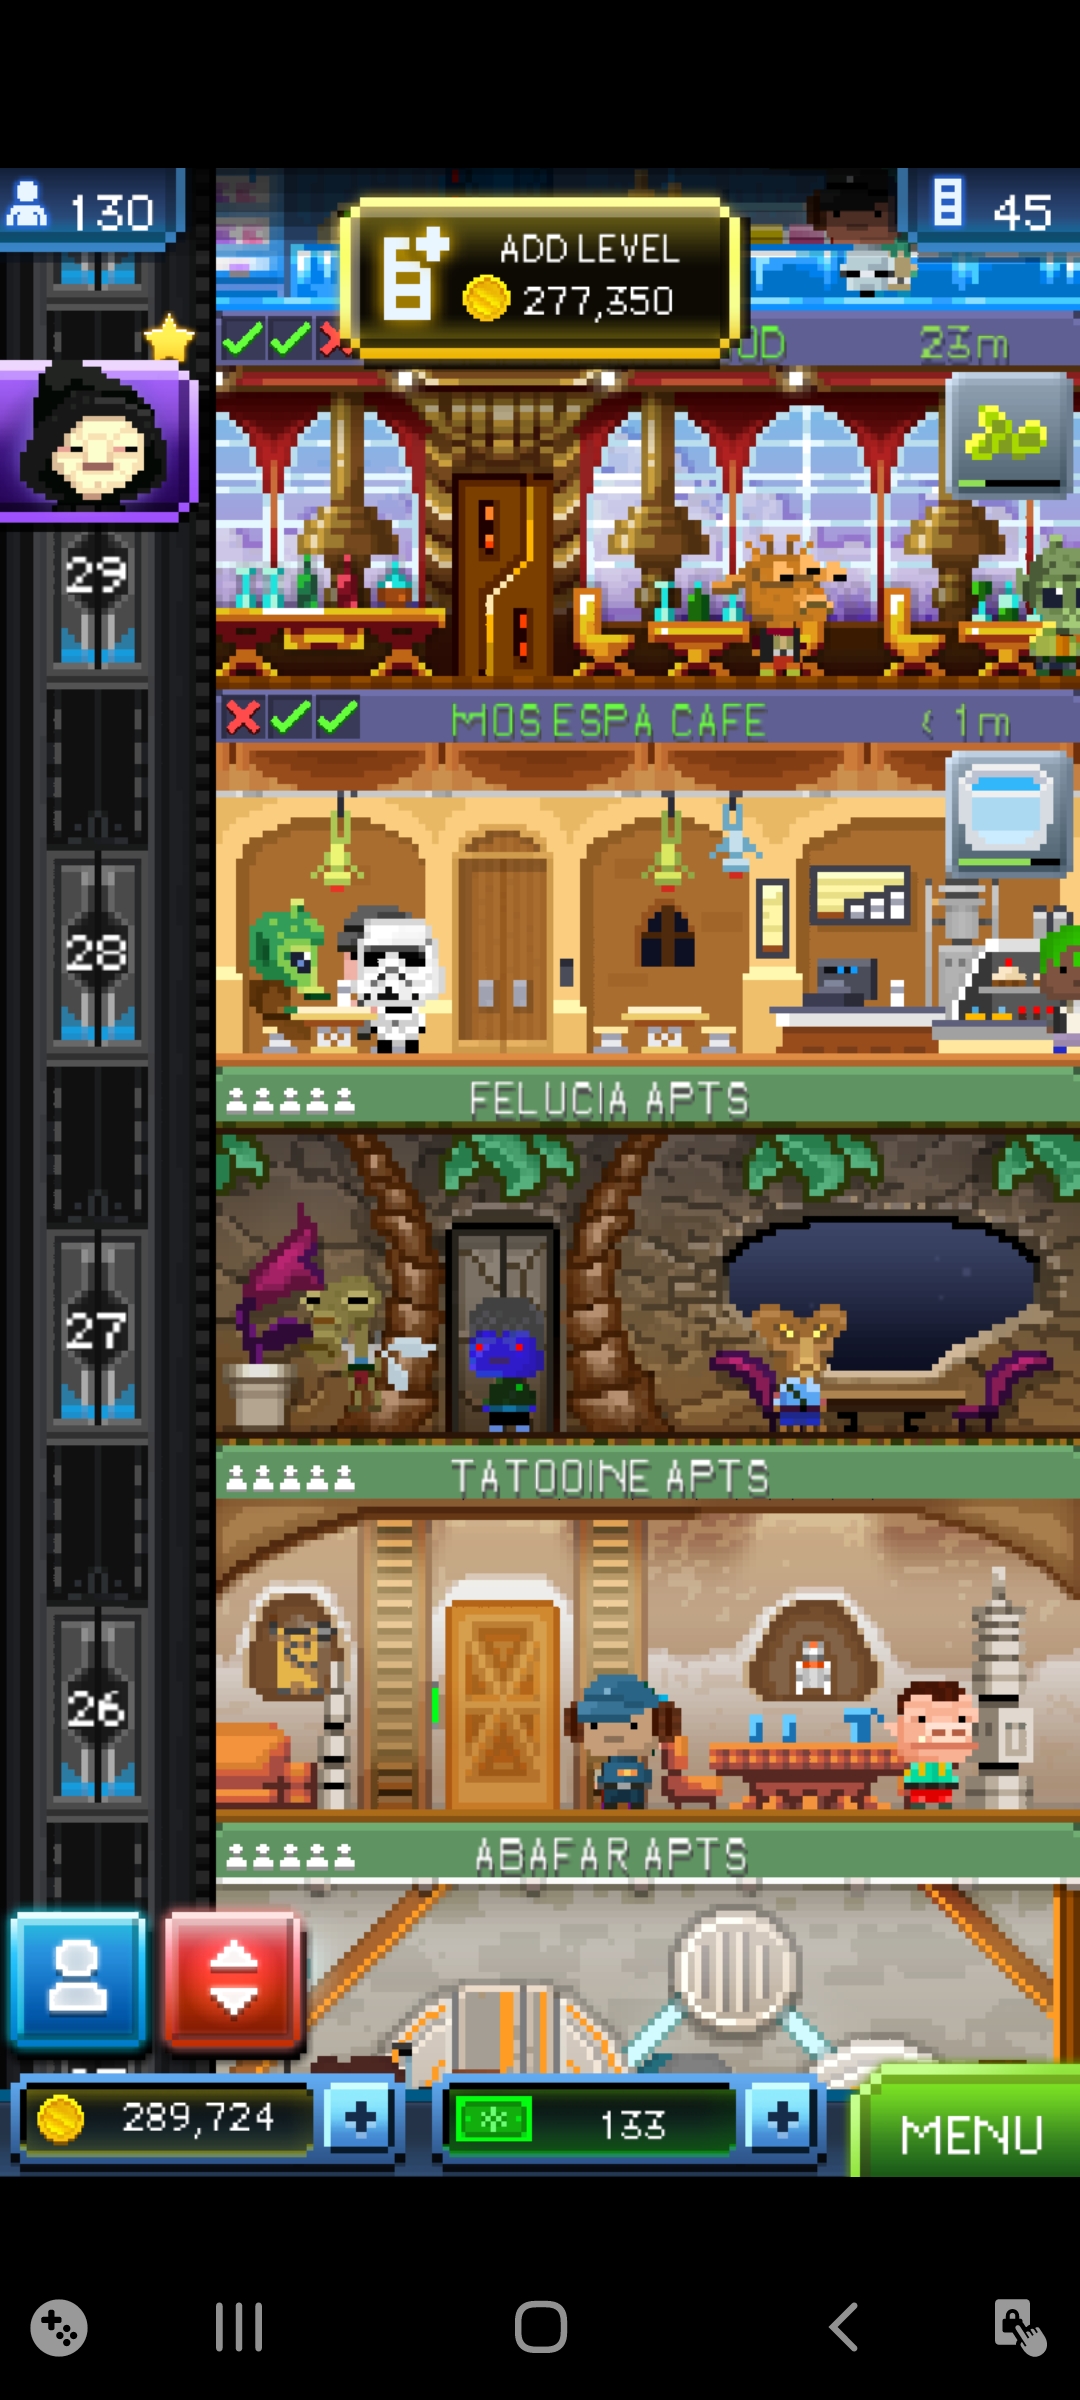 130
ADD LEVEL
277,350
45
23m
29
MOS ESPA CAFE
< 1m
28
FELUCIA APTS
27
TATOOINE APTS
26
ABAFAR APTS
289,724
133
MENU